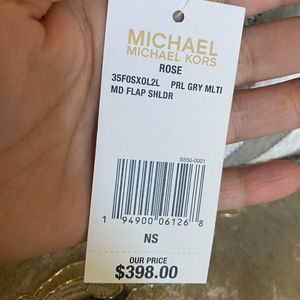 MICHAEL
MICHAEL KORS
ROSE
35F0SXOL2L PRL GRY MLTI
MD FLAP SHLDR
S550-0001
1 94900 06126 8
NS
OUR PRICE
$398.00